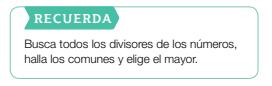 RECUERDA
Busca todos los divisores de los números,
halla los comunes y elige el mayor.